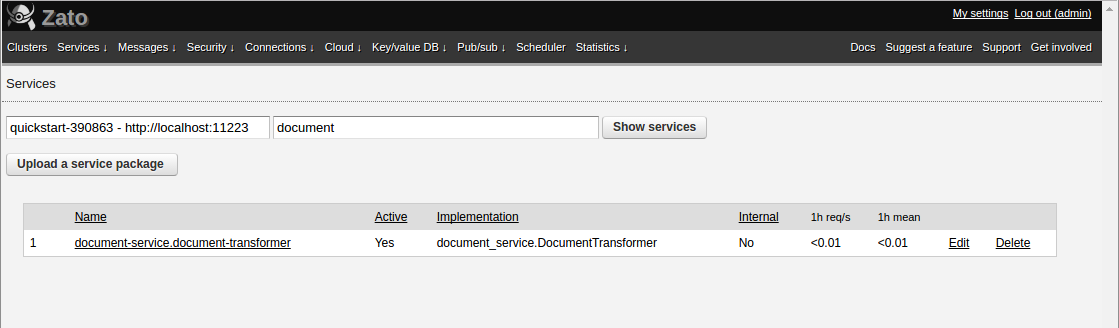 Zato
My settings Log out (admin)
Clusters Services ↓ Messages ↓ Security ↓ Connections ↓ Cloud ↓ Key/value DB ↓ Pub/sub ↓ Scheduler Statistics ↓ Docs Suggest a feature Support Get involved
Services
quickstart-390863 - http://localhost:11223 document Show services
Upload a service package
Name Active Implementation Internal 1h req/s 1h mean
1 document-service.document-transformer Yes document_service.DocumentTransformer No <0.01 <0.01 Edit Delete